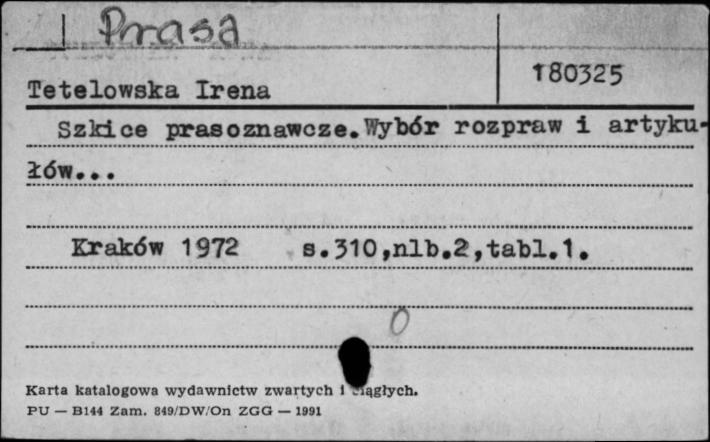 Prasa
Tetelowska Irena
180325
Szkice prasoznawcze.Wybór rozpraw i artyku-
łów...
Kraków 1972 s.310,nlb.2,tabl.1.
0
Karta katalogowa wydawnictw zwartych i ciągłych.
PU — B144 Zam. 849/DW/On ZGG — 1991